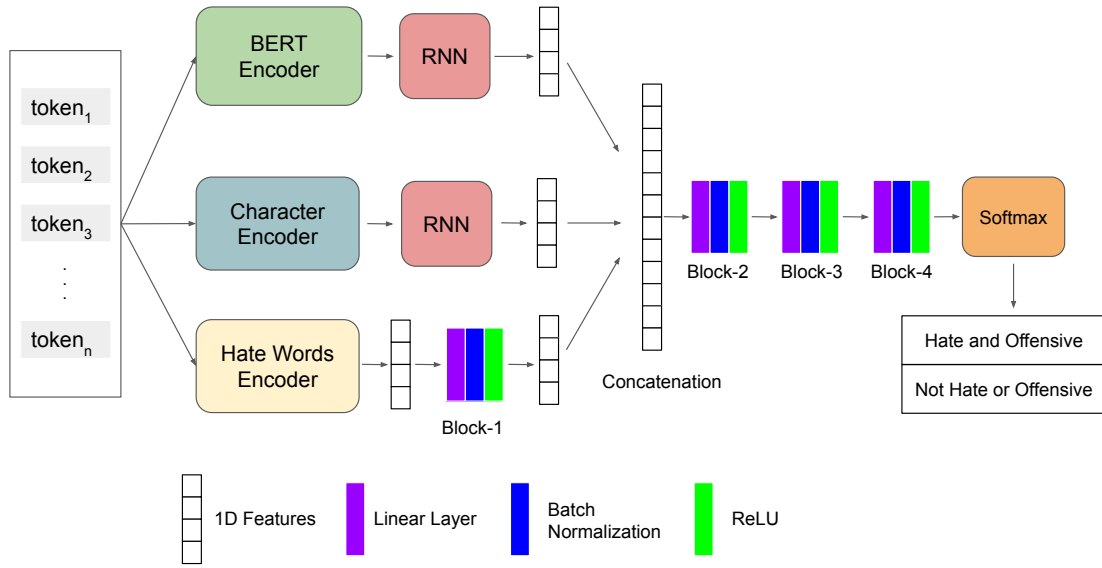 token1
token2
token3
.
.
.
tokenn
BERT
Encoder
RNN
Character
Encoder
RNN
Hate Words
Encoder
Block-1
Concatenation
Block-2
Block-3
Block-4
Softmax
Hate and Offensive
Not Hate or Offensive
1D Features
Linear Layer
Batch
Normalization
ReLU